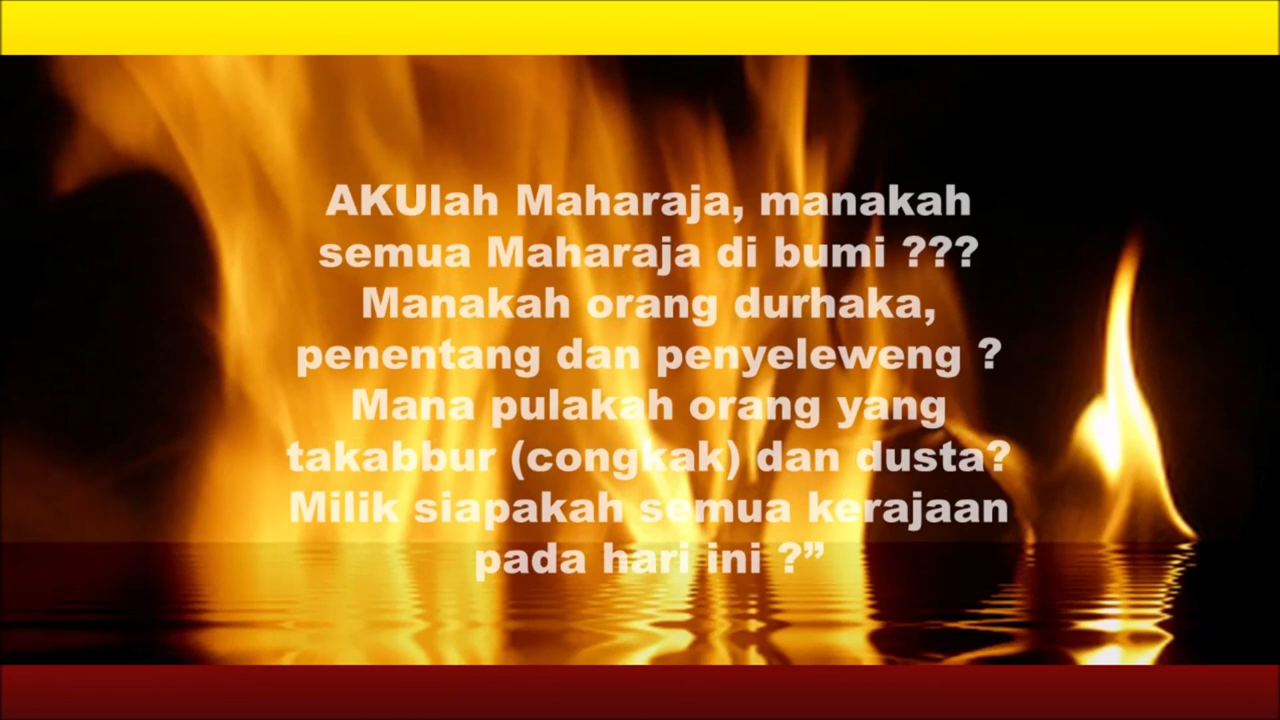 AKUlah Maharaja, manakah
semua Maharaja di bumi ???
Manakah orang durhaka,
penentang dan penyeleweng ?
Mana pulakah orang yang
takabbur (congkak) dan dusta?
Milik siapakah semua kerajaan
pada hari ini ?”